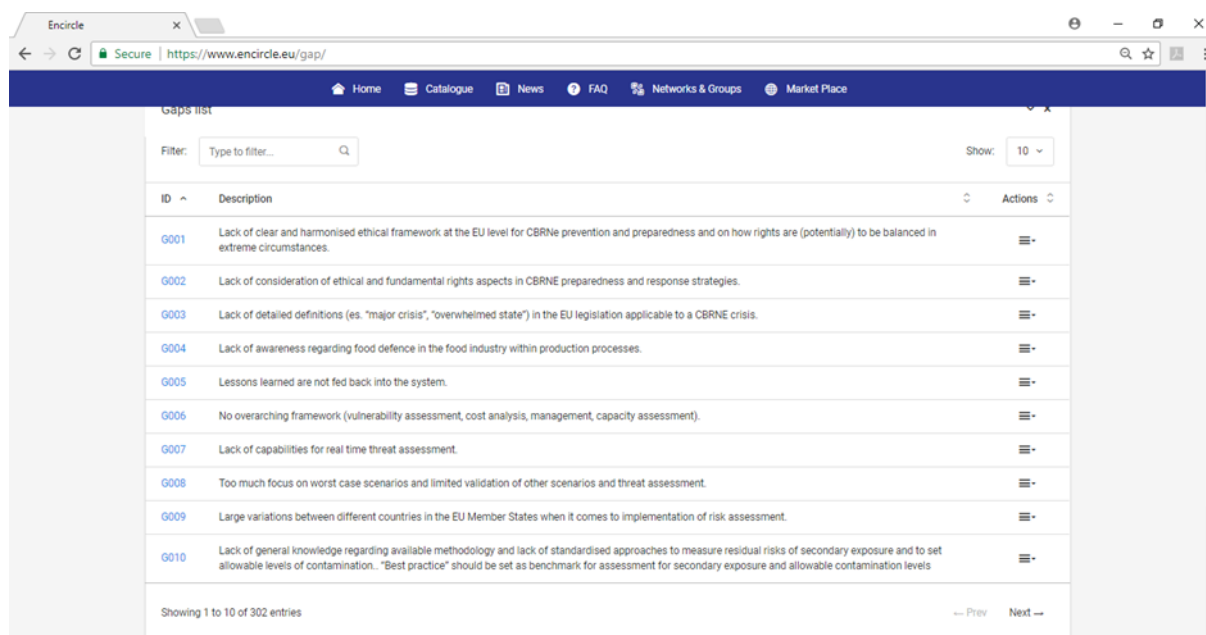 Encircle
Secure | https://www.encircle.eu/gap/
Home Catalogue News FAQ Networks & Groups Market Place
Gaps list
Filter: Type to filter... Show: 10
ID Description Actions
G001 Lack of clear and harmonised ethical framework at the EU level for CBRNe prevention and preparedness and on how rights are (potentially) to be balanced in
extreme circumstances.
G002 Lack of consideration of ethical and fundamental rights aspects in CBRNE preparedness and response strategies.
G003 Lack of detailed definitions (es. "major crisis", "overwhelmed state") in the EU legislation applicable to a CBRNE crisis.
G004 Lack of awareness regarding food defence in the food industry within production processes.
G005 Lessons learned are not fed back into the system.
G006 No overarching framework (vulnerability assessment, cost analysis, management, capacity assessment).
G007 Lack of capabilities for real time threat assessment.
G008 Too much focus on worst case scenarios and limited validation of other scenarios and threat assessment.
G009 Large variations between different countries in the EU Member States when it comes to implementation of risk assessment.
G010 Lack of general knowledge regarding available methodology and lack of standardised approaches to measure residual risks of secondary exposure and to set
allowable levels of contamination.. "Best practice" should be set as benchmark for assessment for secondary exposure and allowable contamination levels
Showing 1 to 10 of 302 entries ← Prev Next →